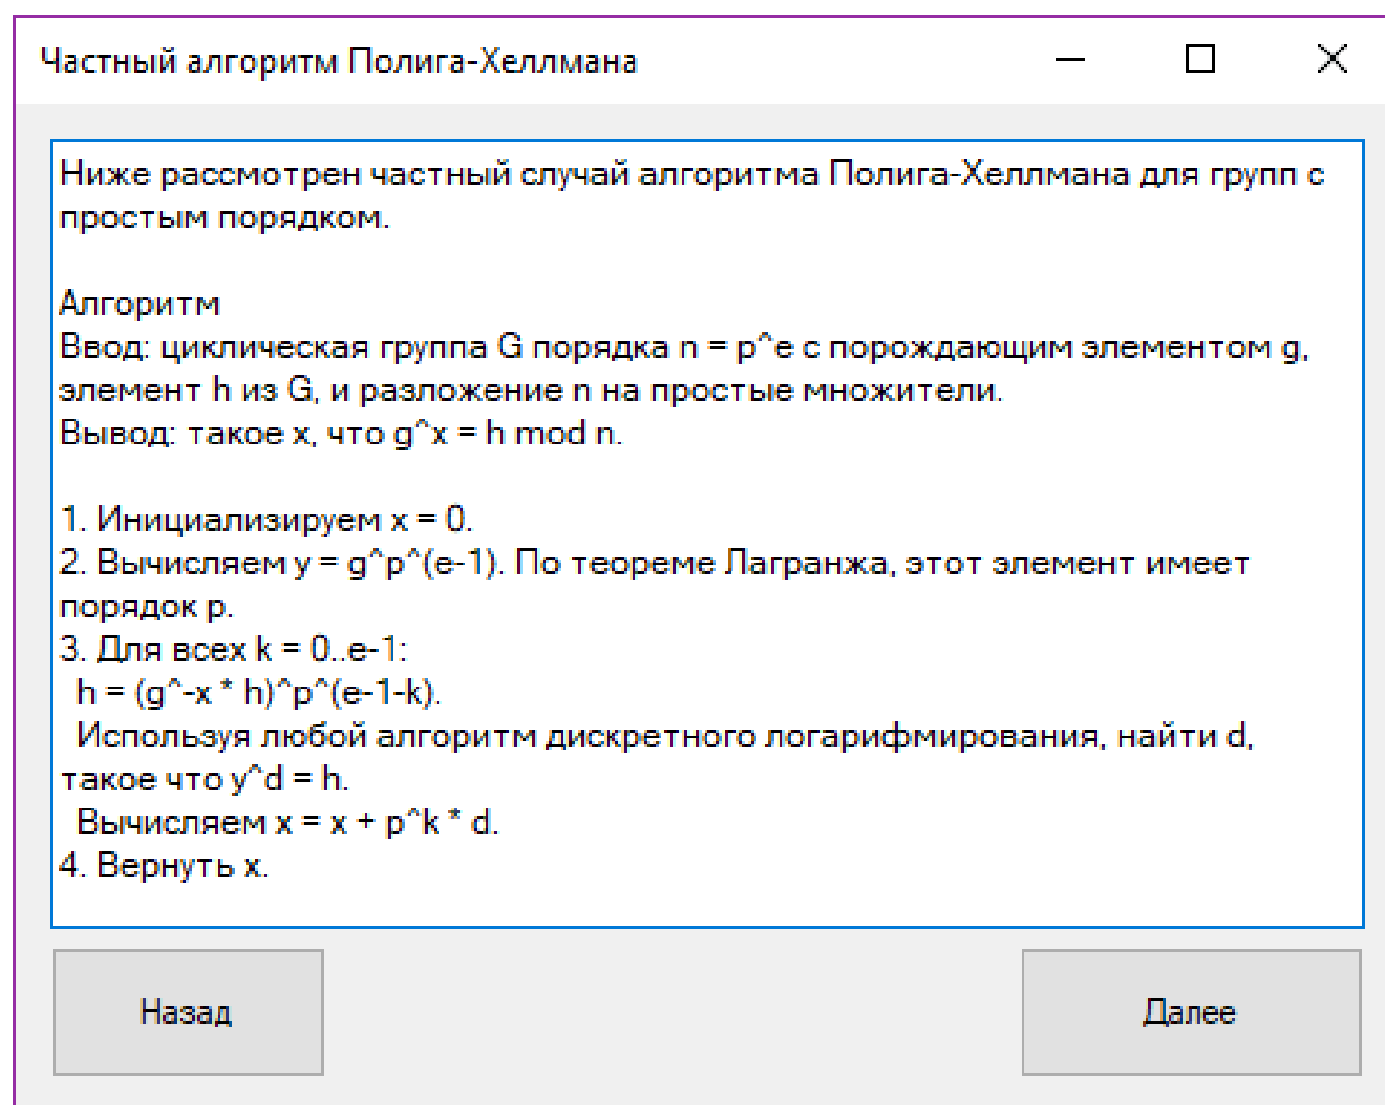 Частный алгоритм Полига-Хеллмана
Ниже рассмотрен частный случай алгоритма Полига-Хеллмана для групп с
простым порядком.
Алгоритм
Ввод: циклическая группа G порядка n = p^e с порождающим элементом g,
элемент h из G, и разложение n на простые множители.
Вывод: такое x, что g^x = h mod n.
1. Инициализируем x = 0.
2. Вычисляем y = g^p^(e-1). По теореме Лагранжа, этот элемент имеет
порядок p.
3. Для всех k = 0..e-1:
h = (g^-x * h)^p^(e-1-k).
Используя любой алгоритм дискретного логарифмирования, найти d,
такое что y^d = h.
Вычисляем x = x + p^k * d.
4. Вернуть x.
Назад
Далее